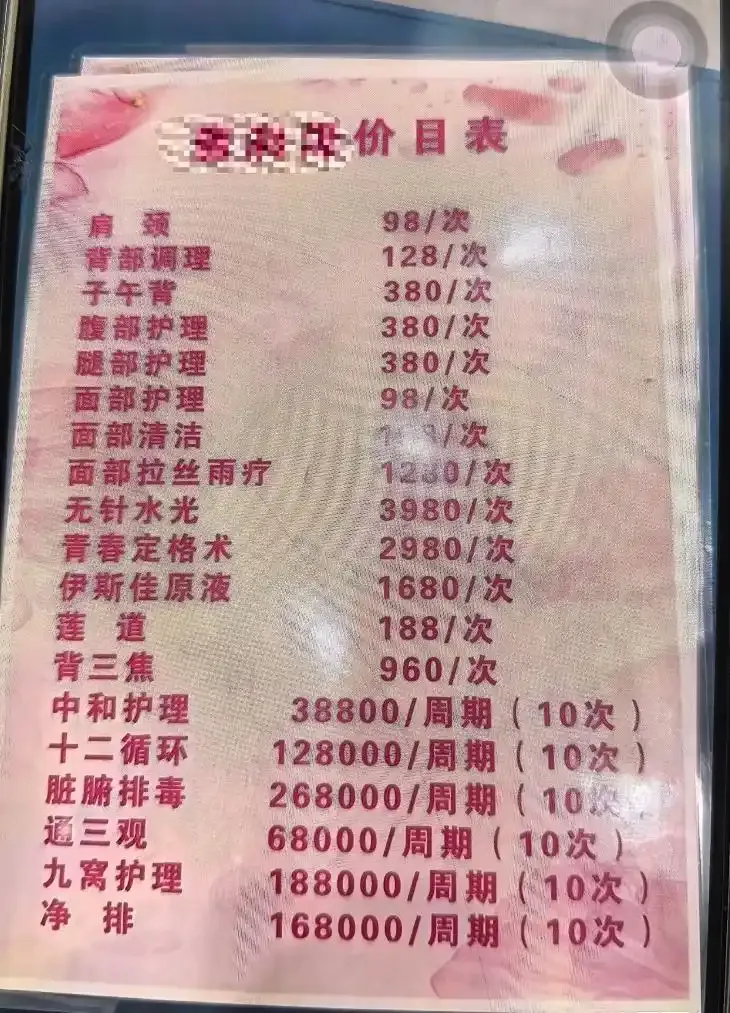 价目表
肩 颈 98/次
背部调理 128/次
子午背 380/次
腹部护理 380/次
腿部护理 380/次
面部护理 98/次
面部清洁 /次
面部拉丝雨疗 1280/次
无针水光 3980/次
青春定格术 2980/次
伊斯佳原液 1680/次
莲 道 188/次
背三焦 960/次
中和护理 38800/周期(10次)
十二循环 128000/周期(10次)
脏腑排毒 268000/周期(10次)
通三观 68000/周期(10次)
九窝护理 188000/周期(10次)
净 排 168000/周期(10次)